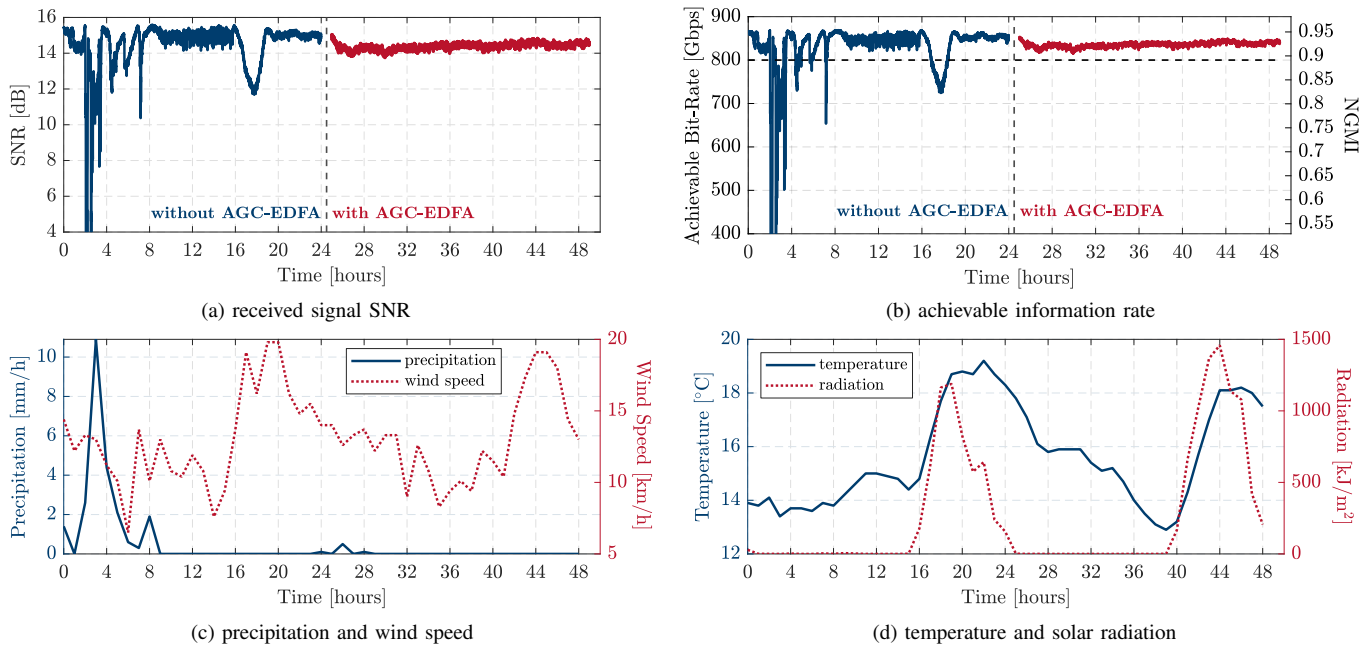 16
14
12
10
8
6
4
SNR [dB]
without AGC-EDFA
with AGC-EDFA
0 4 8 12 16 20 24 28 32 36 40 44 48
Time [hours]
(a) received signal SNR
900
800
700
600
500
400
Achievable Bit-Rate [Gbps]
0.95
0.9
0.85
0.8
0.75
0.7
0.65
0.6
0.55
NGMI
without AGC-EDFA
with AGC-EDFA
0 4 8 12 16 20 24 28 32 36 40 44 48
Time [hours]
(b) achievable information rate
10
8
6
4
2
0
Precipitation [mm/h]
precipitation
wind speed
20
15
10
5
Wind Speed [km/h]
0 4 8 12 16 20 24 28 32 36 40 44 48
Time [hours]
(c) precipitation and wind speed
20
18
16
14
12
Temperature [°C]
temperature
radiation
1500
1000
500
0
Radiation [kJ/m²]
0 4 8 12 16 20 24 28 32 36 40 44 48
Time [hours]
(d) temperature and solar radiation